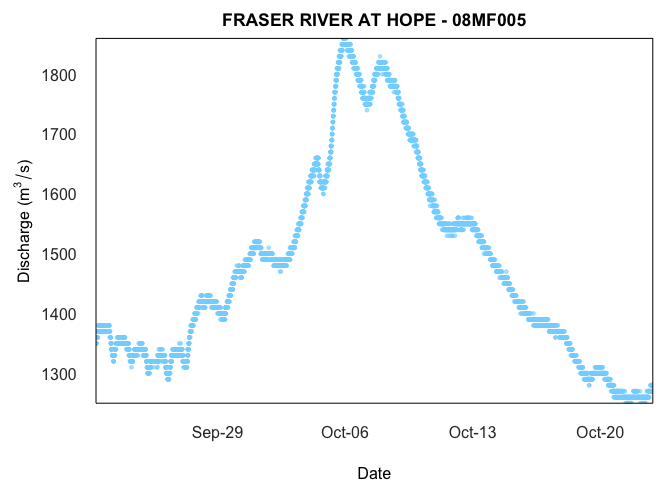 FRASER RIVER AT HOPE - 08MF005
1800
1700
1600
1500
1400
1300
Discharge (m³/s)
Sep-29 Oct-06 Oct-13 Oct-20
Date